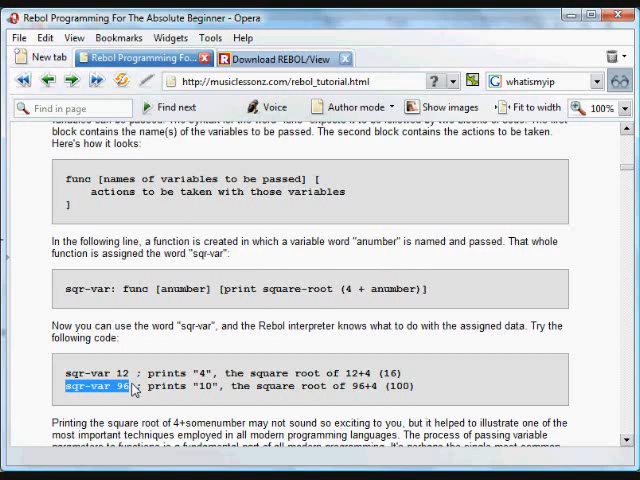 Rebol Programming For The Absolute Beginner - Opera
File Edit View Bookmarks Widgets Tools Help
New tab Rebol Programming Fo... Download REBOL/View
http://musiclessonz.com/rebol_tutorial.html ? whatismyip
Find in page Find next Voice Author mode Show images Fit to width 100%
block contains the name(s) of the variables to be passed. The second block contains the actions to be taken.
Here's how it looks:
func [names of variables to be passed] [
actions to be taken with those variables
]
In the following line, a function is created in which a variable word "anumber" is named and passed. That whole
function is assigned the word "sqr-var":
sqr-var: func [anumber] [print square-root (4 + anumber)]
Now you can use the word "sqr-var", and the Rebol interpreter knows what to do with the assigned data. Try the
following code:
sqr-var 12 ; prints "4", the square root of 12+4 (16)
sqr-var 96 ; prints "10", the square root of 96+4 (100)
Printing the square root of 4+somenumber may not sound so exciting to you, but it helped to illustrate one of the
most important techniques employed in all modern programming languages. The process of passing variable